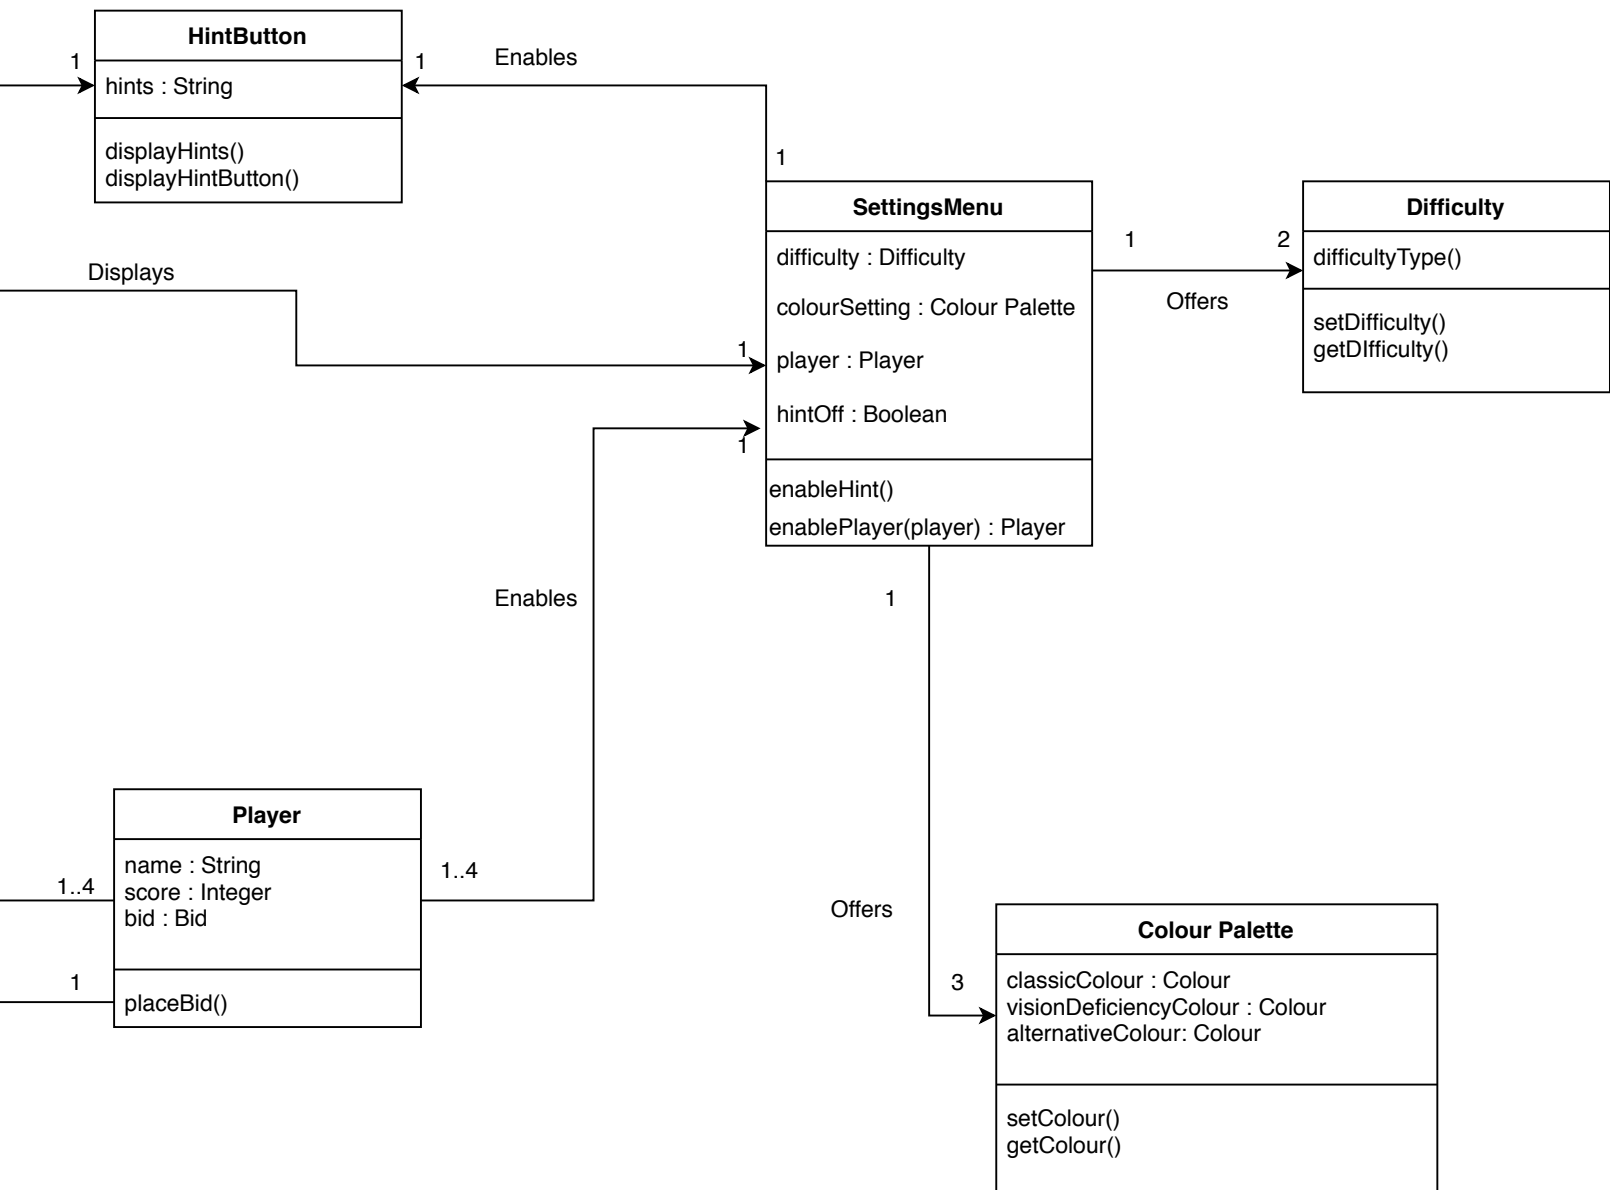 HintButton
1
hints : String
1
Enables
displayHints()
displayHintButton()
1
SettingsMenu
difficulty : Difficulty
colourSetting : Colour Palette
player : Player
hintOff : Boolean
enableHint()
enablePlayer(player) : Player
1
2
Offers
Difficulty
difficultyType()
setDifficulty()
getDIfficulty()
Displays
1
1
Enables
1
Player
name : String
score : Integer
bid : Bid
placeBid()
1..4
1..4
1
Offers
3
Colour Palette
classicColour : Colour
visionDeficiencyColour : Colour
alternativeColour: Colour
setColour()
getColour()